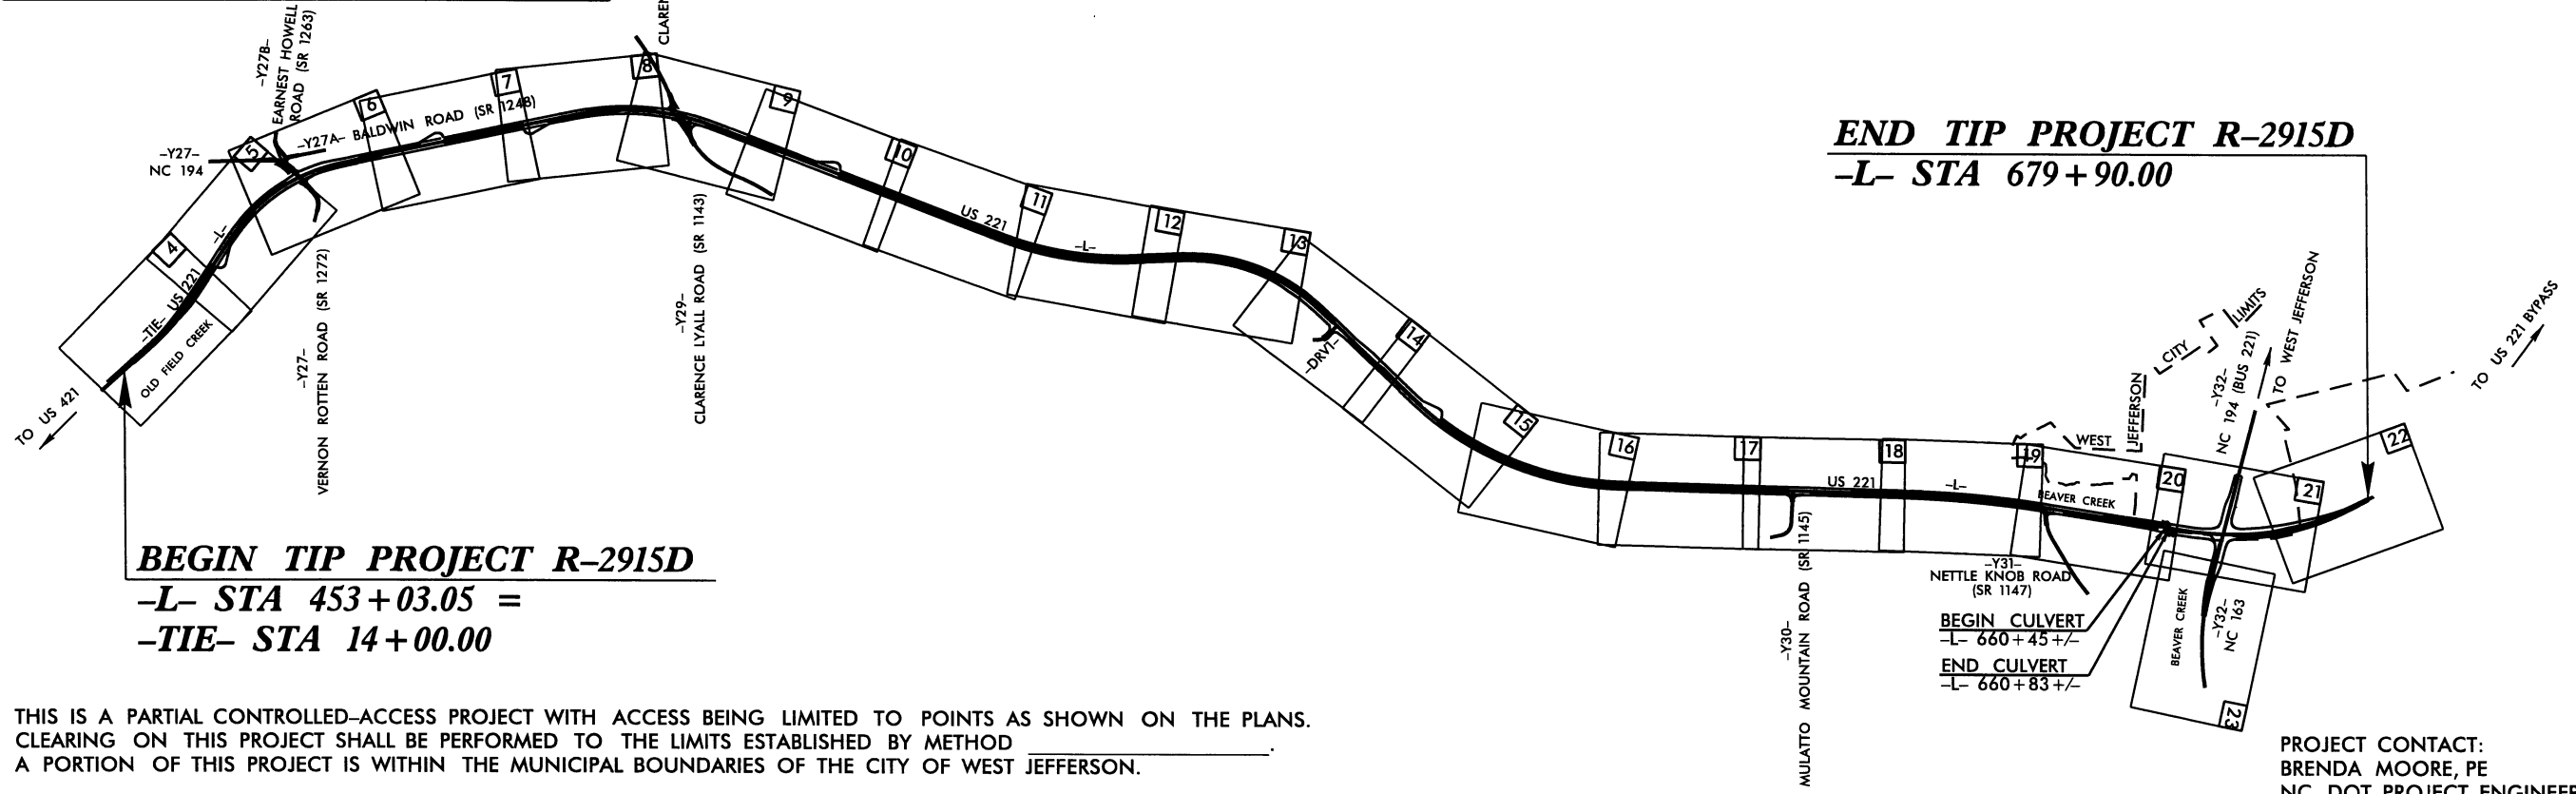 –Y27B–
EARNEST HOWELL
ROAD (SR 1263)
–Y27–
NC 194
–Y27A– BALDWIN ROAD (SR 1248)
4
5
6
7
8
9
10
11
12
13
14
15
16
17
18
19
20
21
22
23
–L–
–TIE– US 221
OLD FIELD CREEK
TO US 421
–Y27–
VERNON ROTTEN ROAD (SR 1272)
–Y29–
CLARENCE LYALL ROAD (SR 1143)
US 221
–L–
–DRV1–
END TIP PROJECT R–2915D
–L– STA 679+90.00
US 221
–L–
WEST
JEFFERSON
CITY
LIMITS
–Y32–
NC 194 (BUS 221)
TO WEST JEFFERSON
TO US 221 BYPASS
BEAVER CREEK
–Y30–
MULATTO MOUNTAIN ROAD (SR 1145)
–Y31–
NETTLE KNOB ROAD
(SR 1147)
BEGIN CULVERT
–L– 660+45+/–
END CULVERT
–L– 660+83+/–
BEAVER CREEK
–Y32–
NC 163
BEGIN TIP PROJECT R–2915D
–L– STA 453+03.05 =
–TIE– STA 14+00.00
THIS IS A PARTIAL CONTROLLED–ACCESS PROJECT WITH ACCESS BEING LIMITED TO POINTS AS SHOWN ON THE PLANS.
CLEARING ON THIS PROJECT SHALL BE PERFORMED TO THE LIMITS ESTABLISHED BY METHOD ____________.
A PORTION OF THIS PROJECT IS WITHIN THE MUNICIPAL BOUNDARIES OF THE CITY OF WEST JEFFERSON.
PROJECT CONTACT:
BRENDA MOORE, PE
NC DOT PROJECT ENGINEER